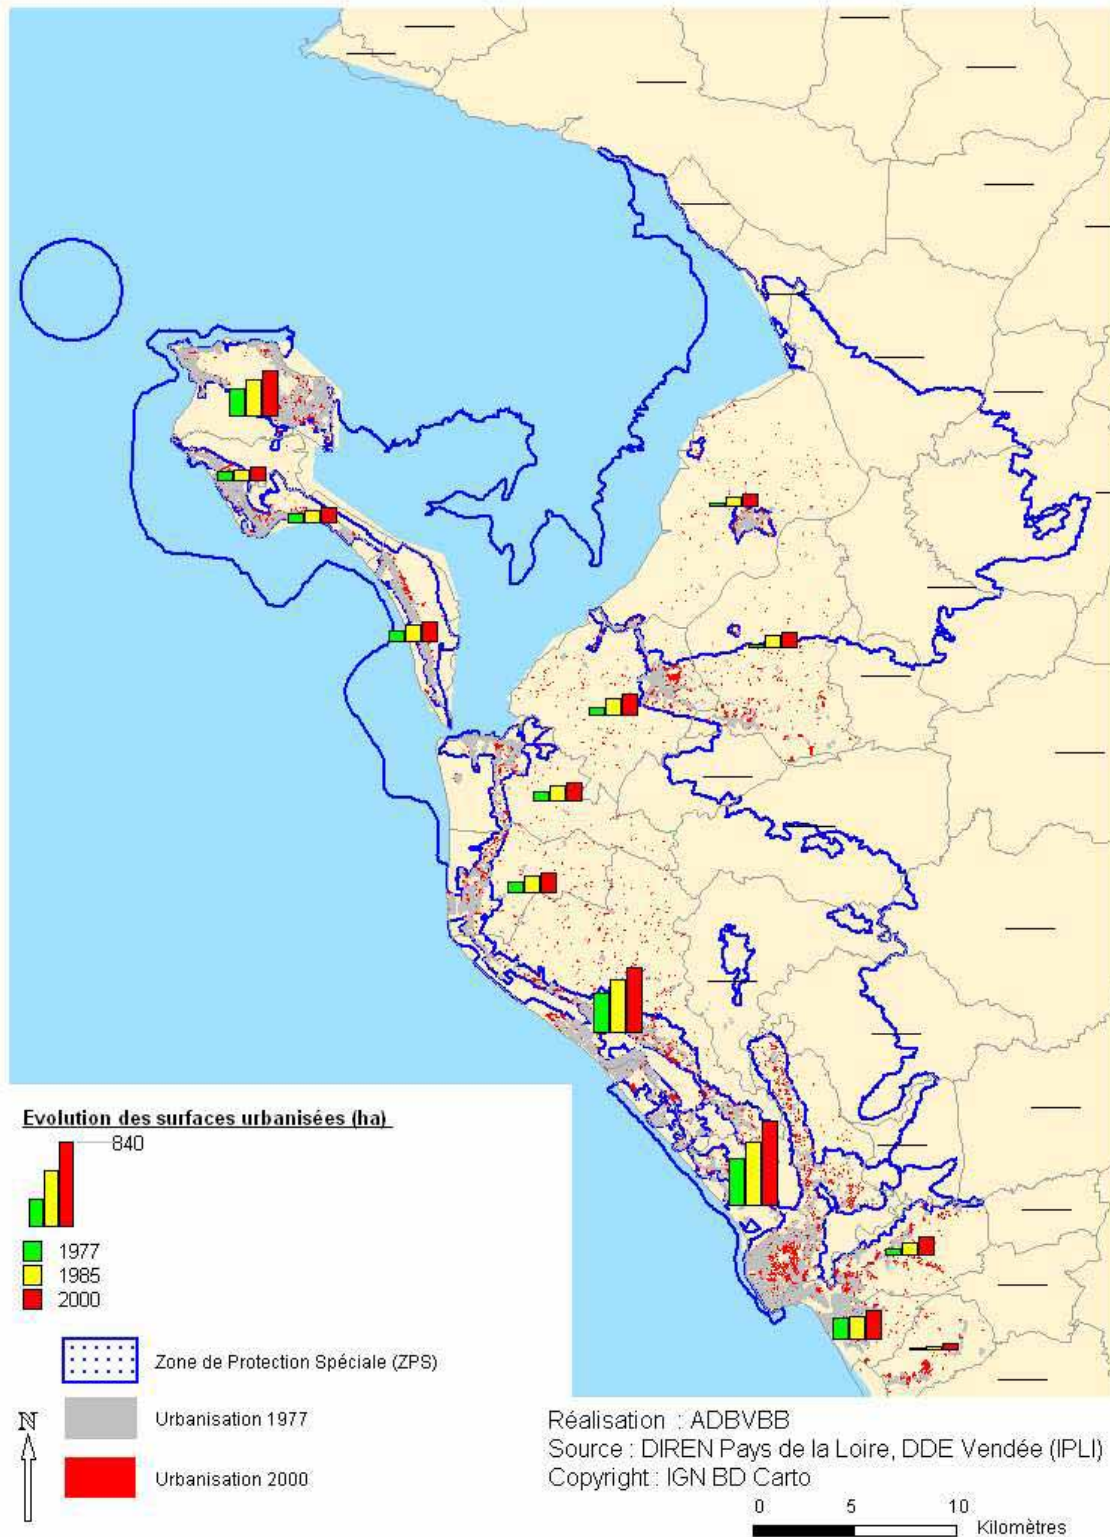 Evolution des surfaces urbanisées (ha)
840
1977
1985
2000
Zone de Protection Spéciale (ZPS)
Urbanisation 1977
Urbanisation 2000
N
Réalisation : ADBVBB
Source : DIREN Pays de la Loire, DDE Vendée (IPLI)
Copyright : IGN BD Carto
0 5 10
Kilomètres